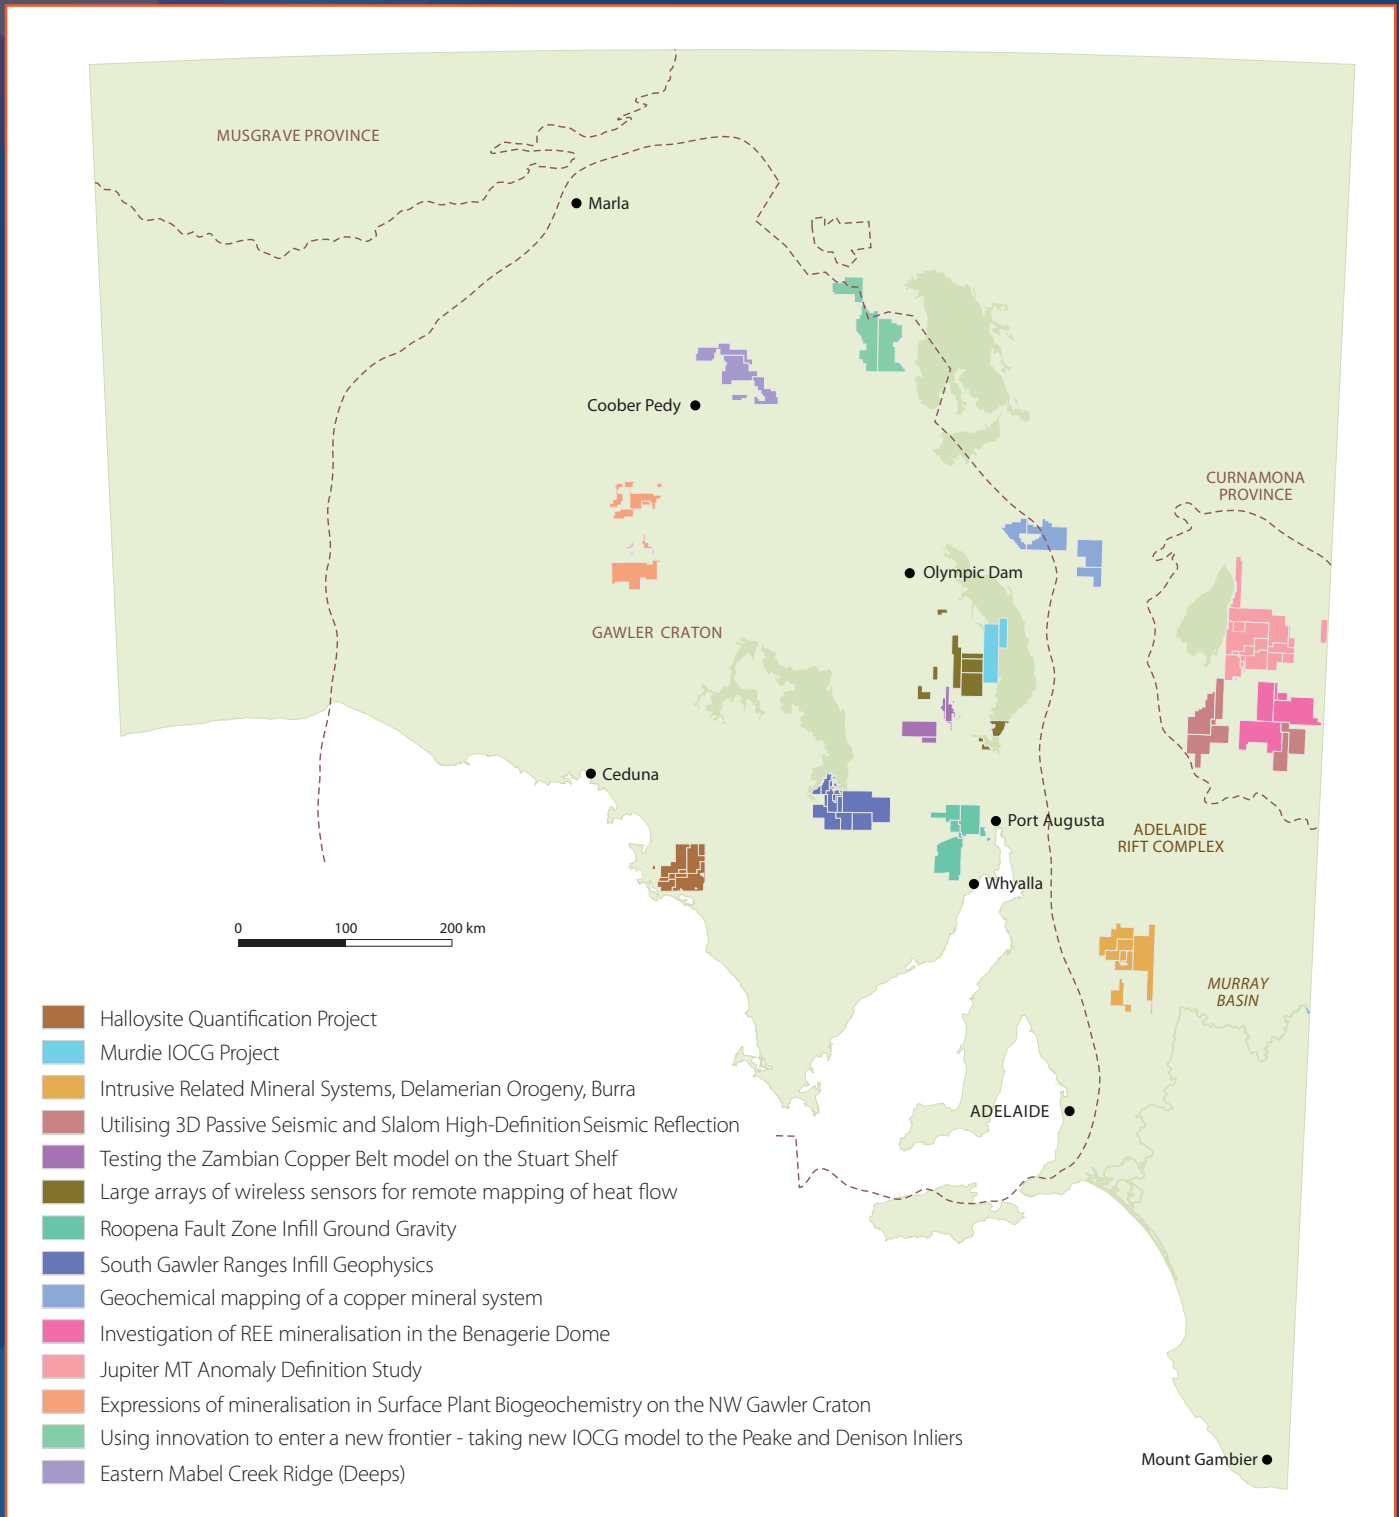 MUSGRAVE PROVINCE
Marla
Coober Pedy
CURNAMONA
PROVINCE
Olympic Dam
GAWLER CRATON
Ceduna
Port Augusta
ADELAIDE
RIFT COMPLEX
Whyalla
0 100 200 km
MURRAY
BASIN
ADELAIDE
Mount Gambier
Halloysite Quantification Project
Murdie IOCG Project
Intrusive Related Mineral Systems, Delamerian Orogeny, Burra
Utilising 3D Passive Seismic and Slalom High-Definition Seismic Reflection
Testing the Zambian Copper Belt model on the Stuart Shelf
Large arrays of wireless sensors for remote mapping of heat flow
Roopena Fault Zone Infill Ground Gravity
South Gawler Ranges Infill Geophysics
Geochemical mapping of a copper mineral system
Investigation of REE mineralisation in the Benagerie Dome
Jupiter MT Anomaly Definition Study
Expressions of mineralisation in Surface Plant Biogeochemistry on the NW Gawler Craton
Using innovation to enter a new frontier - taking new IOCG model to the Peake and Denison Inliers
Eastern Mabel Creek Ridge (Deeps)